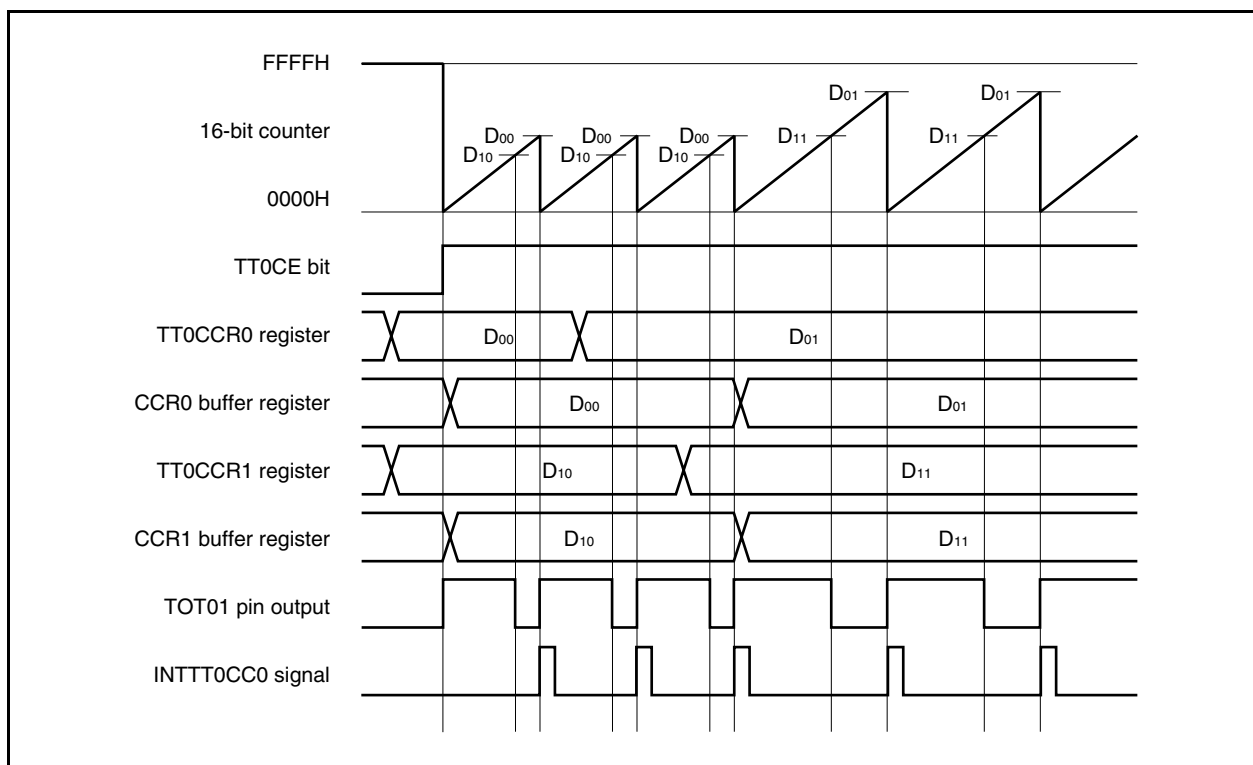 FFFFH
D01 D01
16-bit counter D00 D00 D00 D11 D11
D10 D10 D10
0000H
TT0CE bit
TT0CCR0 register D00 D01
CCR0 buffer register D00 D01
TT0CCR1 register D10 D11
CCR1 buffer register D10 D11
TOT01 pin output
INTTT0CC0 signal